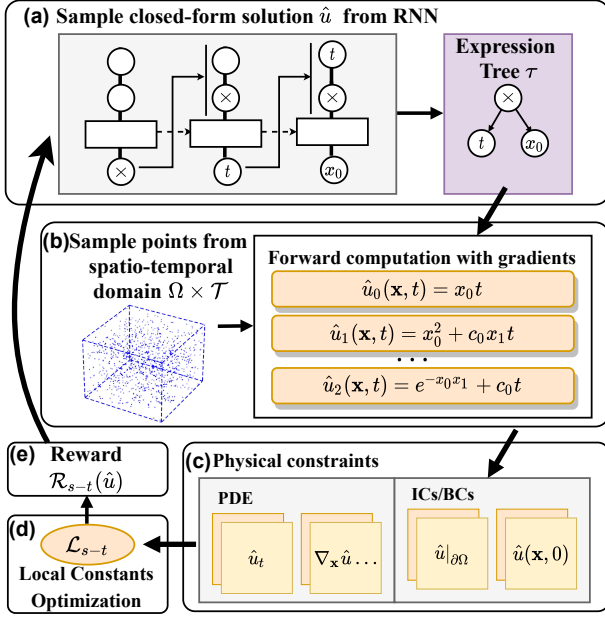 (a) Sample closed-form solution û from RNN
t
× ×
× t x₀
Expression
Tree τ
×
t x₀
(b) Sample points from
spatio-temporal
domain Ω × 𝒯
Forward computation with gradients
û₀(𝐱, t) = x₀t
û₁(𝐱, t) = x₀² + c₀x₁t
· · ·
û₂(𝐱, t) = e^{−x₀x₁} + c₀t
(e) Reward
ℛₛ₋ₜ(û)
(c) Physical constraints
PDE
ûₜ
∇ₓû …
ICs/BCs
û|_{∂Ω}
û(𝐱, 0)
(d)
ℒₛ₋ₜ
Local Constants
Optimization